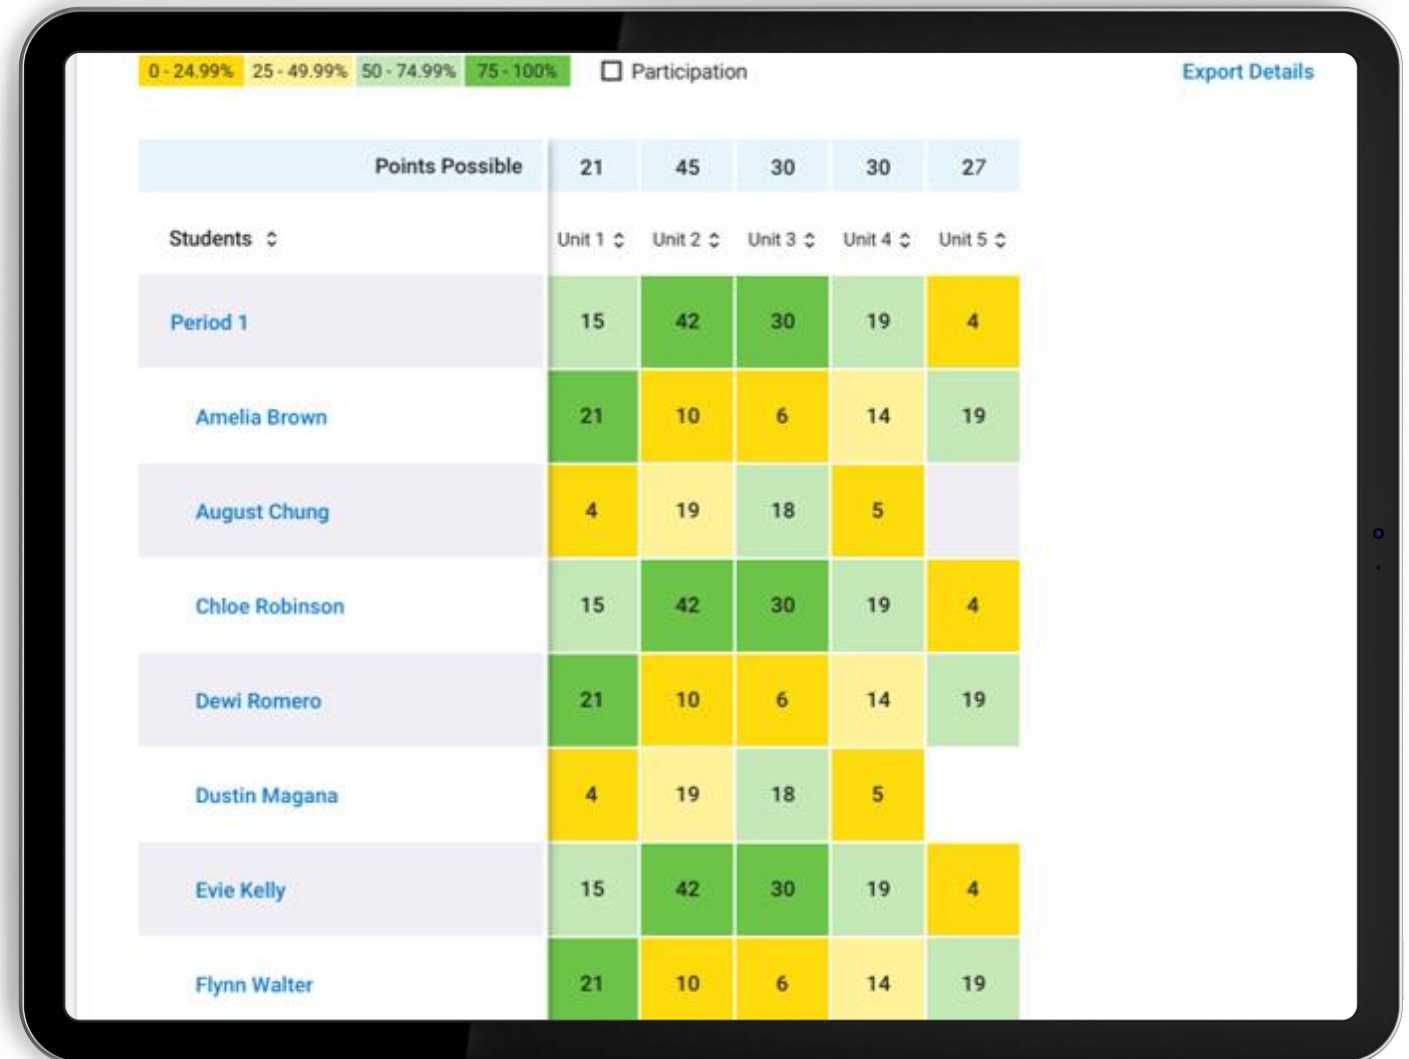 0 - 24.99% 25 - 49.99% 50 - 74.99% 75 - 100% Participation Export Details
Points Possible 21 45 30 30 27
Students Unit 1 Unit 2 Unit 3 Unit 4 Unit 5
Period 1 15 42 30 19 4
Amelia Brown 21 10 6 14 19
August Chung 4 19 18 5
Chloe Robinson 15 42 30 19 4
Dewi Romero 21 10 6 14 19
Dustin Magana 4 19 18 5
Evie Kelly 15 42 30 19 4
Flynn Walter 21 10 6 14 19